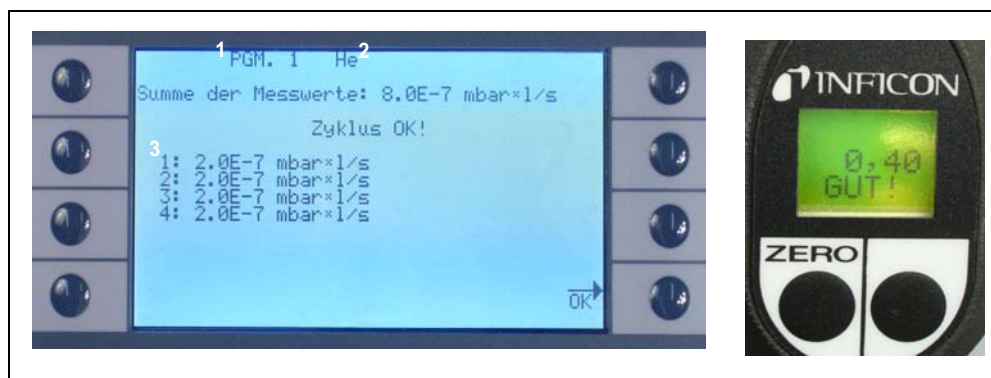 1 PGM. 1 He 2
Summe der Messwerte: 8.0E-7 mbar*l/s
Zyklus OK!
3
1: 2.0E-7 mbar*l/s
2: 2.0E-7 mbar*l/s
3: 2.0E-7 mbar*l/s
4: 2.0E-7 mbar*l/s
OK
INFICON
0,40
GUT!
ZERO